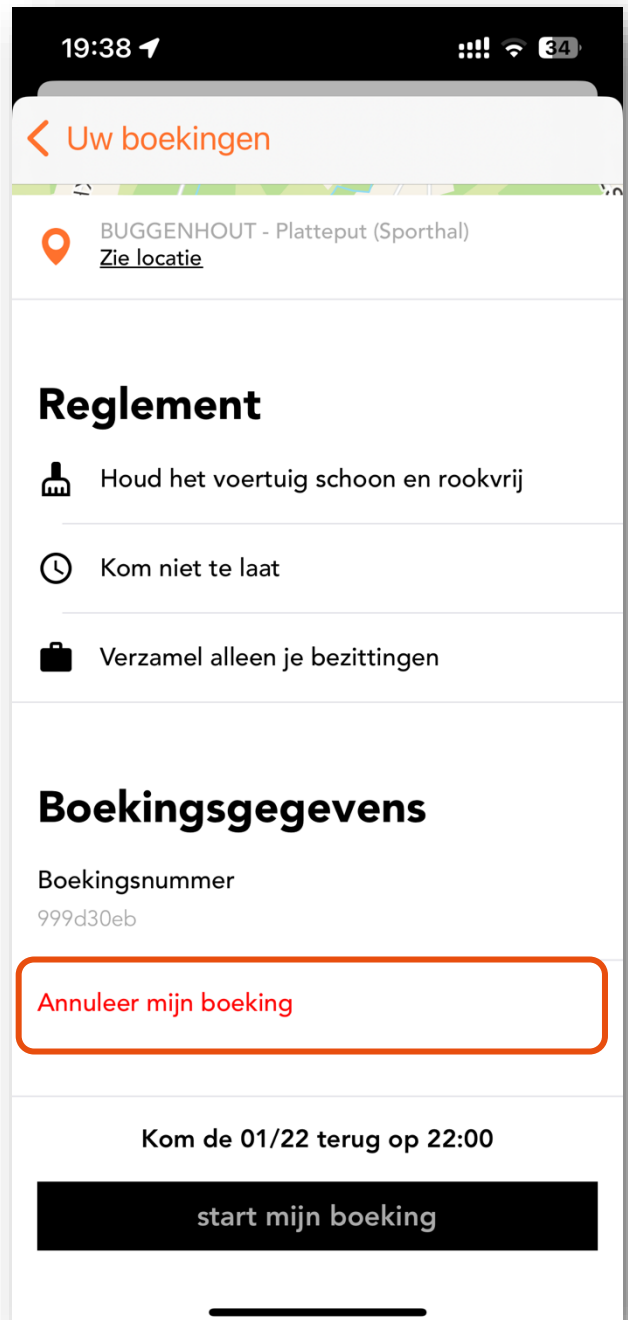 19:38
34
Uw boekingen
BUGGENHOUT - Platteput (Sporthal)
Zie locatie
Reglement
Houd het voertuig schoon en rookvrij
Kom niet te laat
Verzamel alleen je bezittingen
Boekingsgegevens
Boekingsnummer
999d30eb
Annuleer mijn boeking
Kom de 01/22 terug op 22:00
start mijn boeking